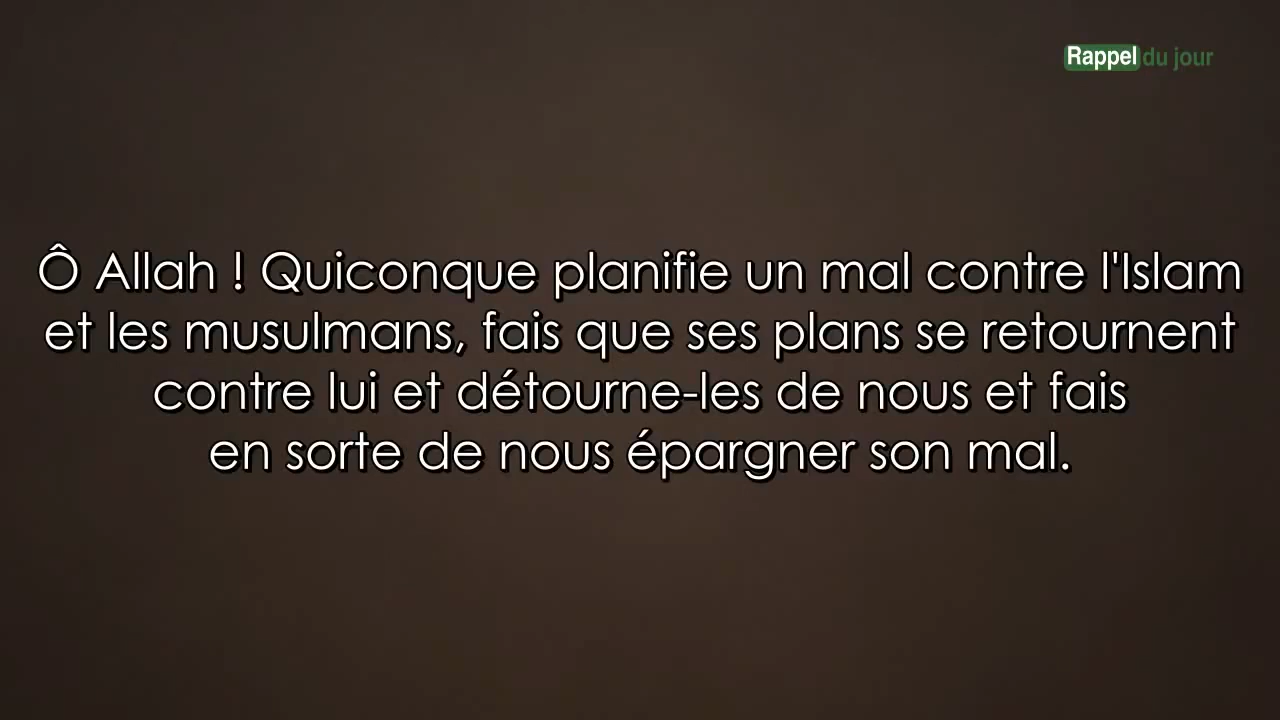 Rappel du jour
Ô Allah ! Quiconque planifie un mal contre l'Islam
et les musulmans, fais que ses plans se retournent
contre lui et détourne-les de nous et fais
en sorte de nous épargner son mal.